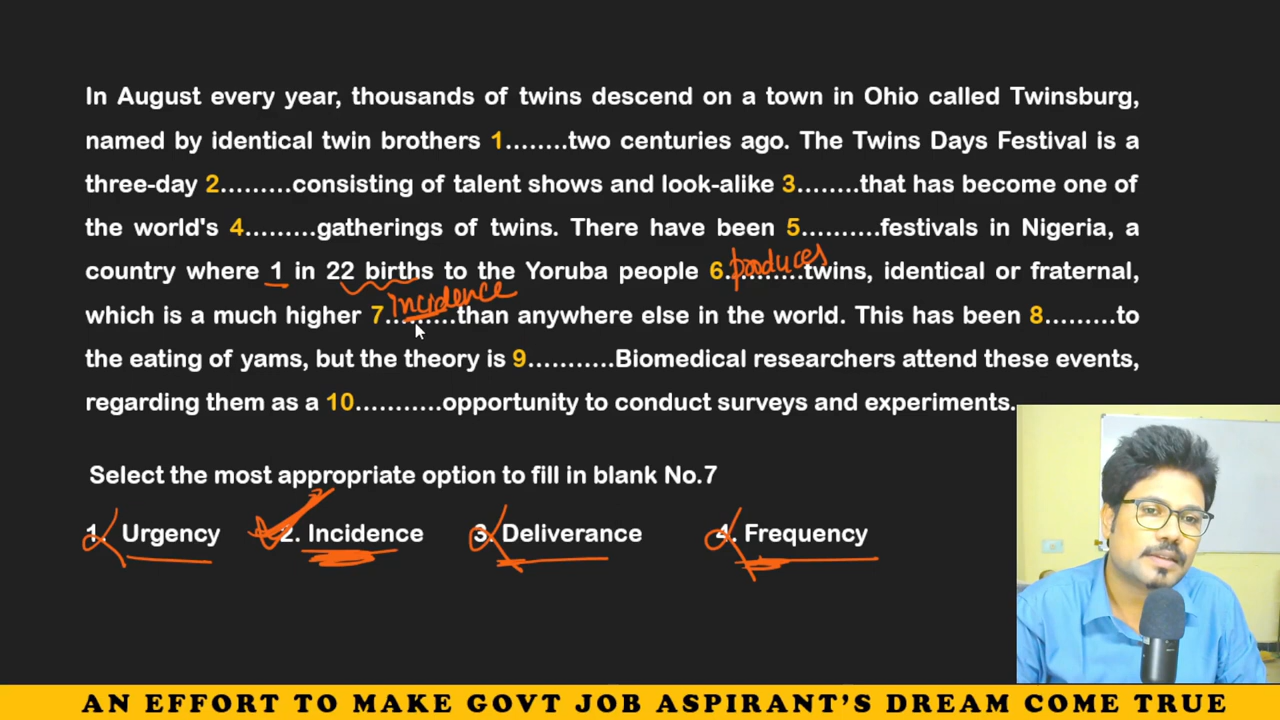 In August every year, thousands of twins descend on a town in Ohio called Twinsburg,
named by identical twin brothers 1........two centuries ago. The Twins Days Festival is a
three-day 2.........consisting of talent shows and look-alike 3........that has become one of
the world's 4.........gatherings of twins. There have been 5..........festivals in Nigeria, a
country where 1 in 22 births to the Yoruba people 6..........twins, identical or fraternal,
produces
which is a much higher 7.........than anywhere else in the world. This has been 8.........to
incidence
the eating of yams, but the theory is 9...........Biomedical researchers attend these events,
regarding them as a 10...........opportunity to conduct surveys and experiments.
Select the most appropriate option to fill in blank No.7
1. Urgency 2. Incidence 3. Deliverance 4. Frequency
AN EFFORT TO MAKE GOVT JOB ASPIRANT'S DREAM COME TRUE